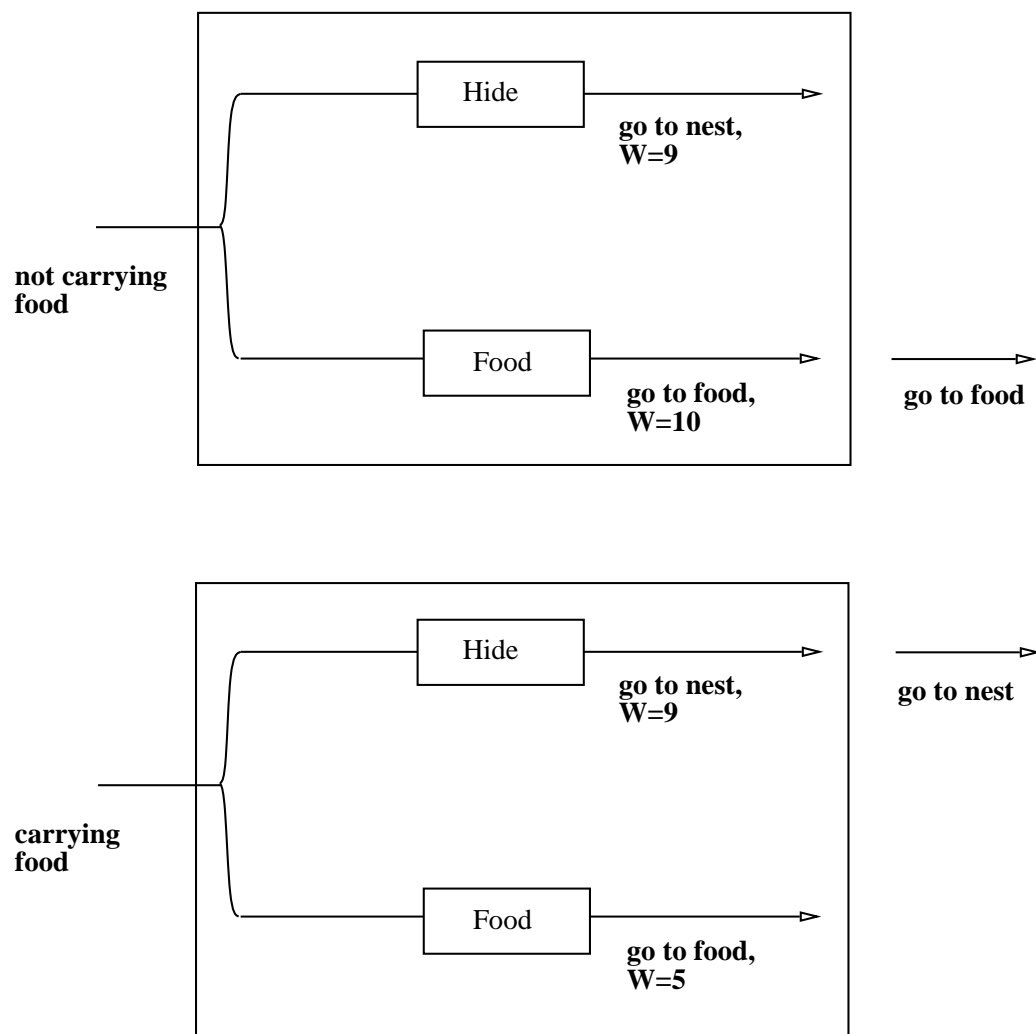 Hide
go to nest,
W=9
not carrying
food
Food
go to food,
W=10
go to food
Hide
go to nest,
W=9
go to nest
carrying
food
Food
go to food,
W=5